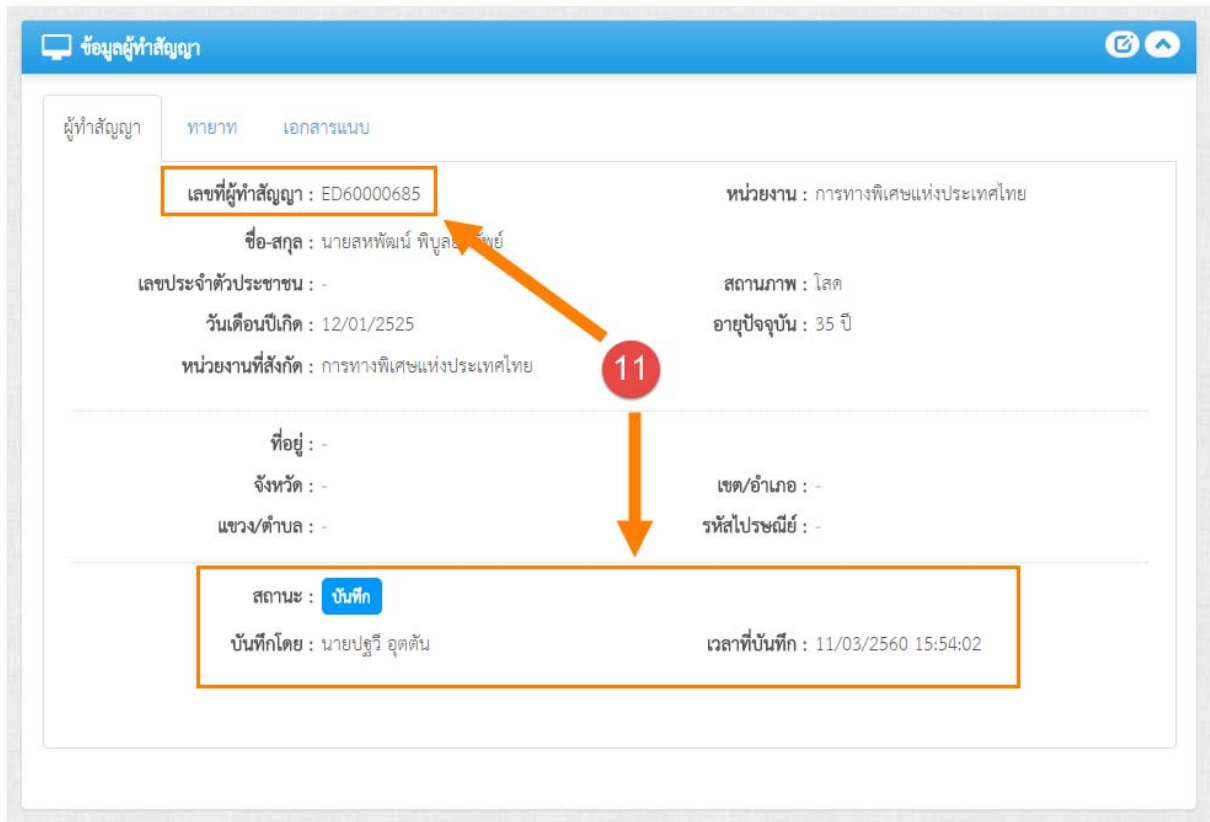 ข้อมูลผู้ทำสัญญา
ผู้ทำสัญญา ทายาท เอกสารแนบ
เลขที่ผู้ทำสัญญา : ED60000685 หน่วยงาน : การทางพิเศษแห่งประเทศไทย
ชื่อ-สกุล : นายสหพัฒน์
เลขประจำตัวประชาชน : - สถานภาพ : โสด
วันเดือนปีเกิด : 12/01/2525 อายุปัจจุบัน : 35 ปี
หน่วยงานที่สังกัด : การทางพิเศษแห่งประเทศไทย
11
ที่อยู่ : -
จังหวัด : - เขต/อำเภอ : -
แขวง/ตำบล : - รหัสไปรษณีย์ : -
สถานะ : บันทึก
บันทึกโดย : นายปฐวี อุตตัน เวลาที่บันทึก : 11/03/2560 15:54:02